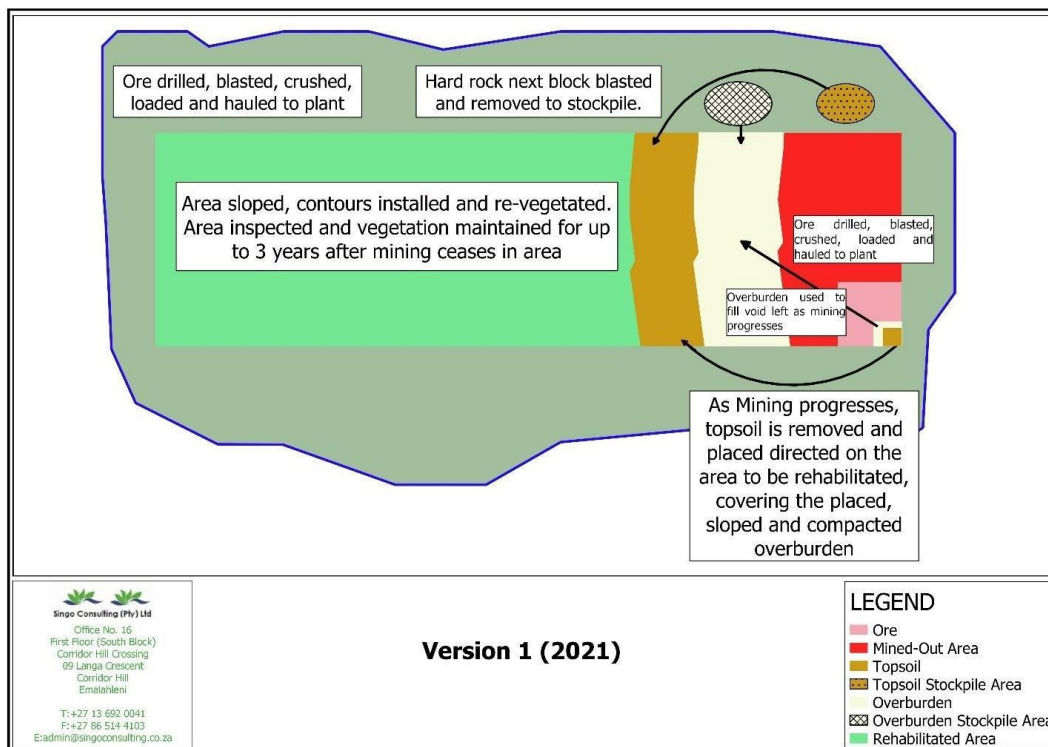 Ore drilled, blasted, crushed,
loaded and hauled to plant
Hard rock next block blasted
and removed to stockpile.
Area sloped, contours installed and re-vegetated.
Area inspected and vegetation maintained for up
to 3 years after mining ceases in area
Ore drilled, blasted,
crushed, loaded and
hauled to plant
Overburden used to
fill void left as mining
progresses
As Mining progresses,
topsoil is removed and
placed directed on the
area to be rehabilitated,
covering the placed,
sloped and compacted
overburden
Singo Consulting (Pty) Ltd
Office No. 16
First Floor (South Block)
Corridor Hill Crossing
09 Langa Crescent
Corridor Hill
Emalahleni
T:+27 13 692 0041
F:+27 86 514 4103
E:admin@singoconsulting.co.za
Version 1 (2021)
LEGEND
Ore
Mined-Out Area
Topsoil
Topsoil Stockpile Area
Overburden
Overburden Stockpile Area
Rehabilitated Area